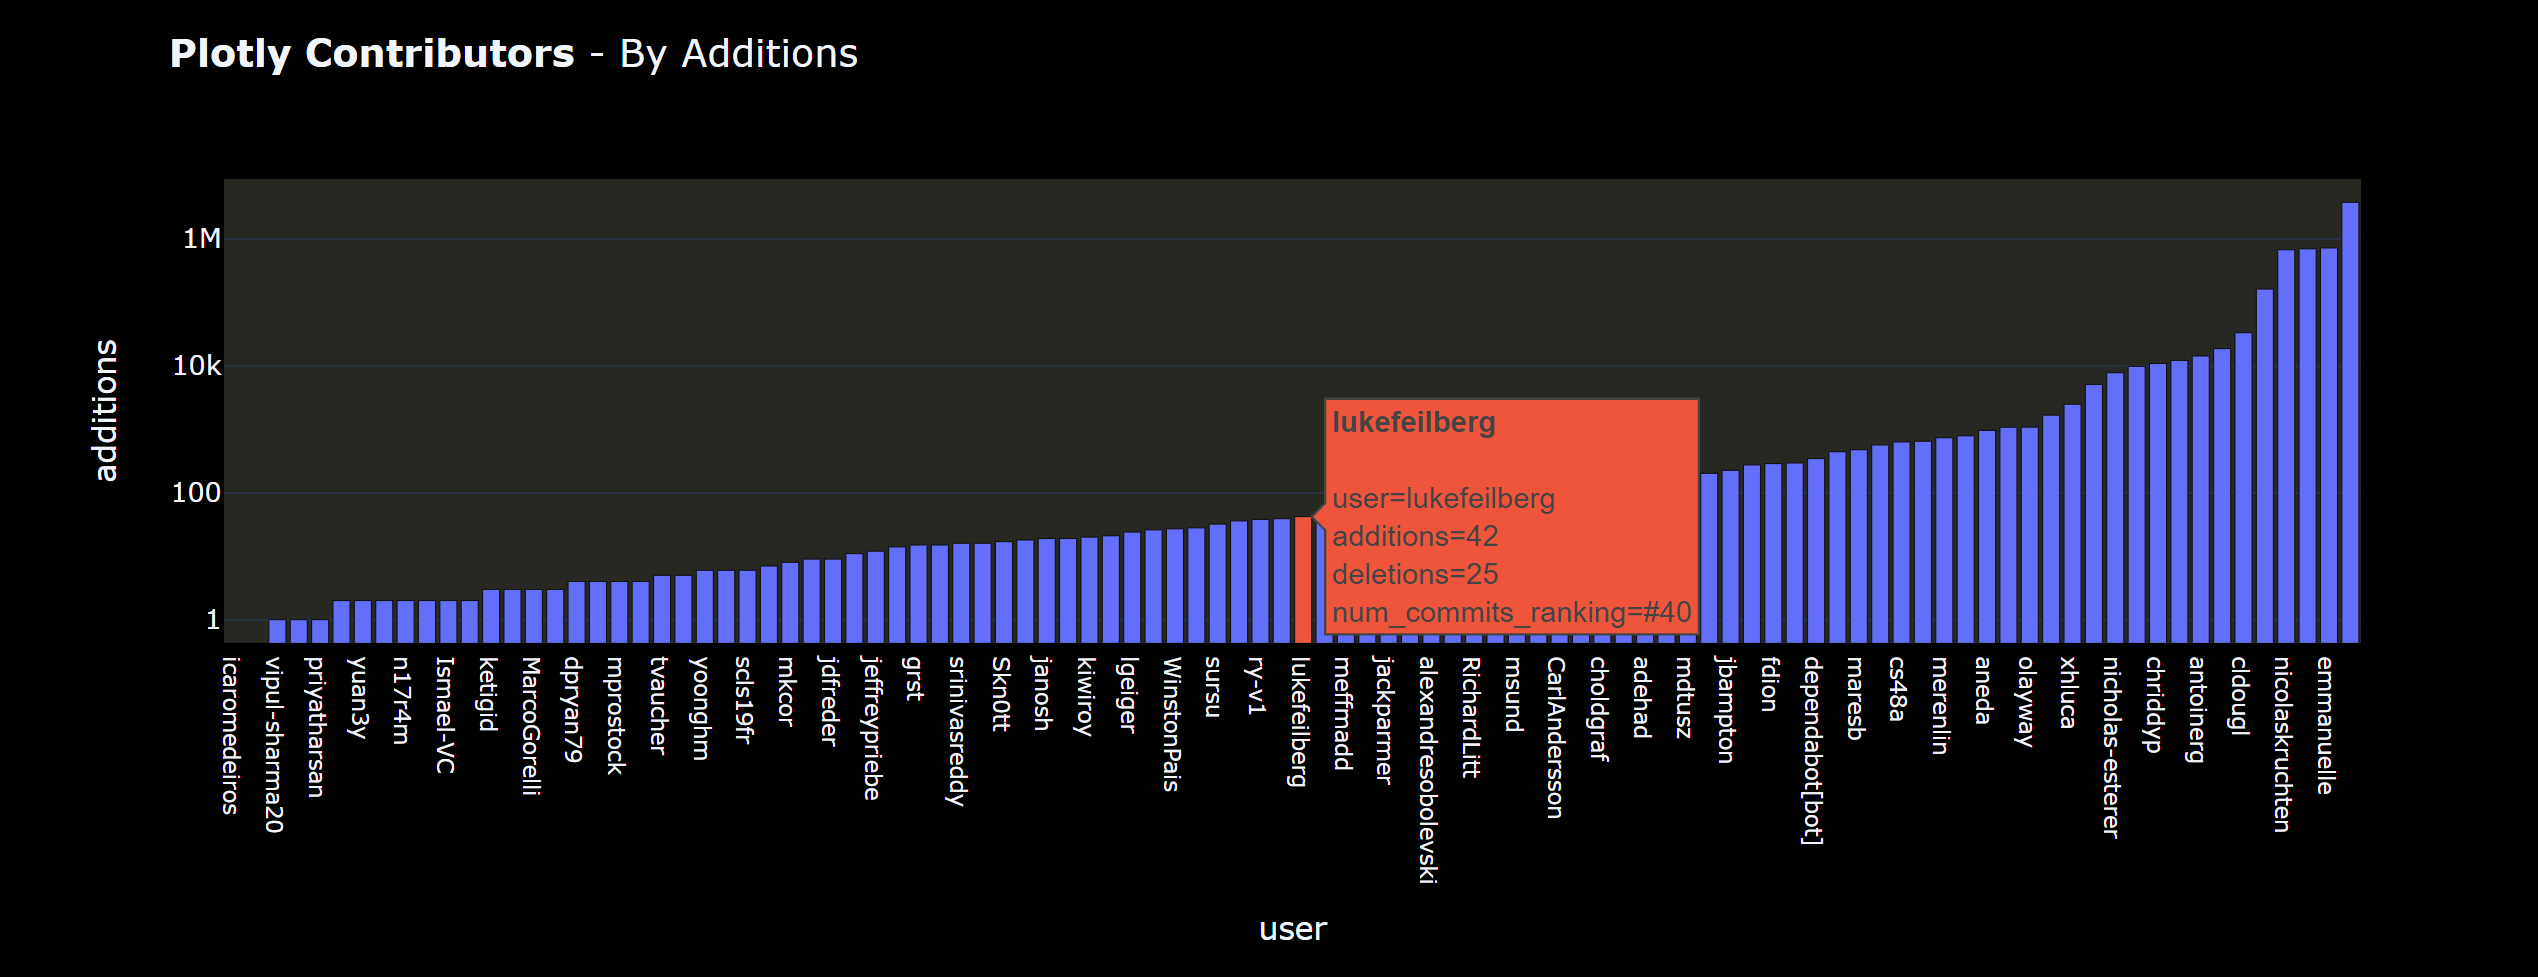 Plotly Contributors - By Additions
1M
10k
100
1
additions
lukefeilberg
user=lukefeilberg
additions=42
deletions=25
num_commits_ranking=#40
icaromedeiros
vipul-sharma20
priyatharsan
yuan3y
n17r4m
Ismael-VC
ketigid
MarcoGorelli
dpryan79
mprostock
tvaucher
yoonghm
scls19fr
mkcor
jdfreder
jeffreypriebe
grst
srinivasreddy
Skn0tt
janosh
kiwiroy
lgeiger
WinstonPais
sursu
ry-v1
lukefeilberg
meffmadd
jackparmer
alexandresobolevski
RichardLitt
msund
CarlAndersson
choldgraf
adehad
mdtusz
jbampton
fdion
dependabot[bot]
maresb
cs48a
merenlin
aneda
olayway
xhluca
nicholas-esterer
chriddyp
antoinerg
cldougl
nicolaskruchten
emmanuelle
user